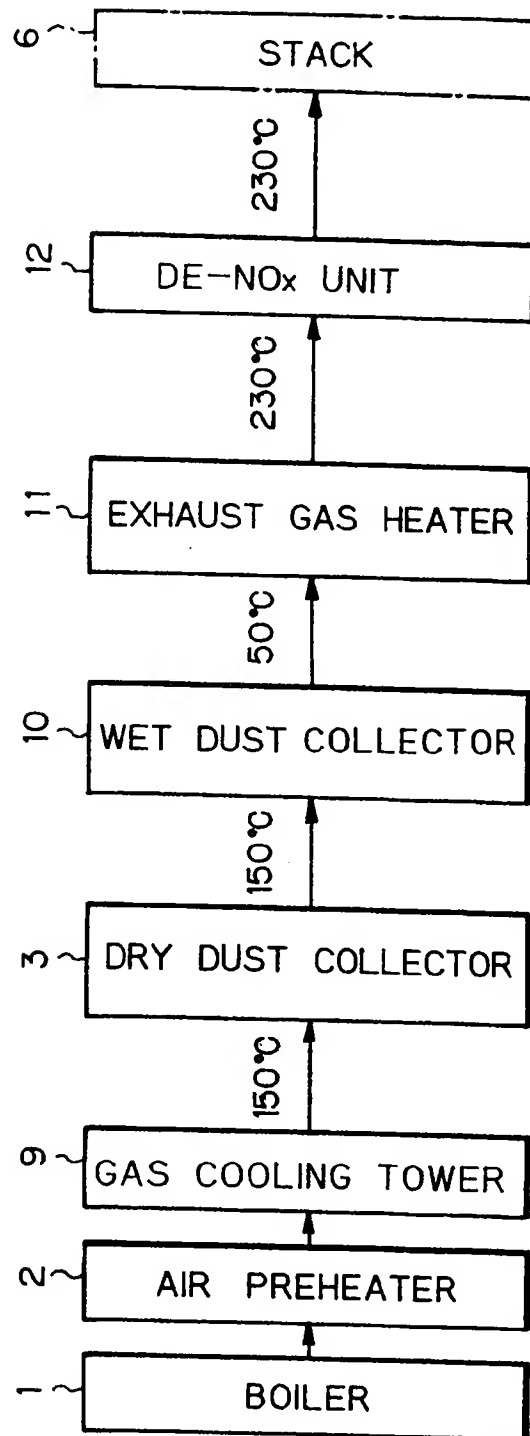 6
STACK
230℃
12
DE-NOx UNIT
230℃
11
EXHAUST GAS HEATER
50℃
10
WET DUST COLLECTOR
150℃
3
DRY DUST COLLECTOR
150℃
9
GAS COOLING TOWER
2
AIR PREHEATER
1
BOILER